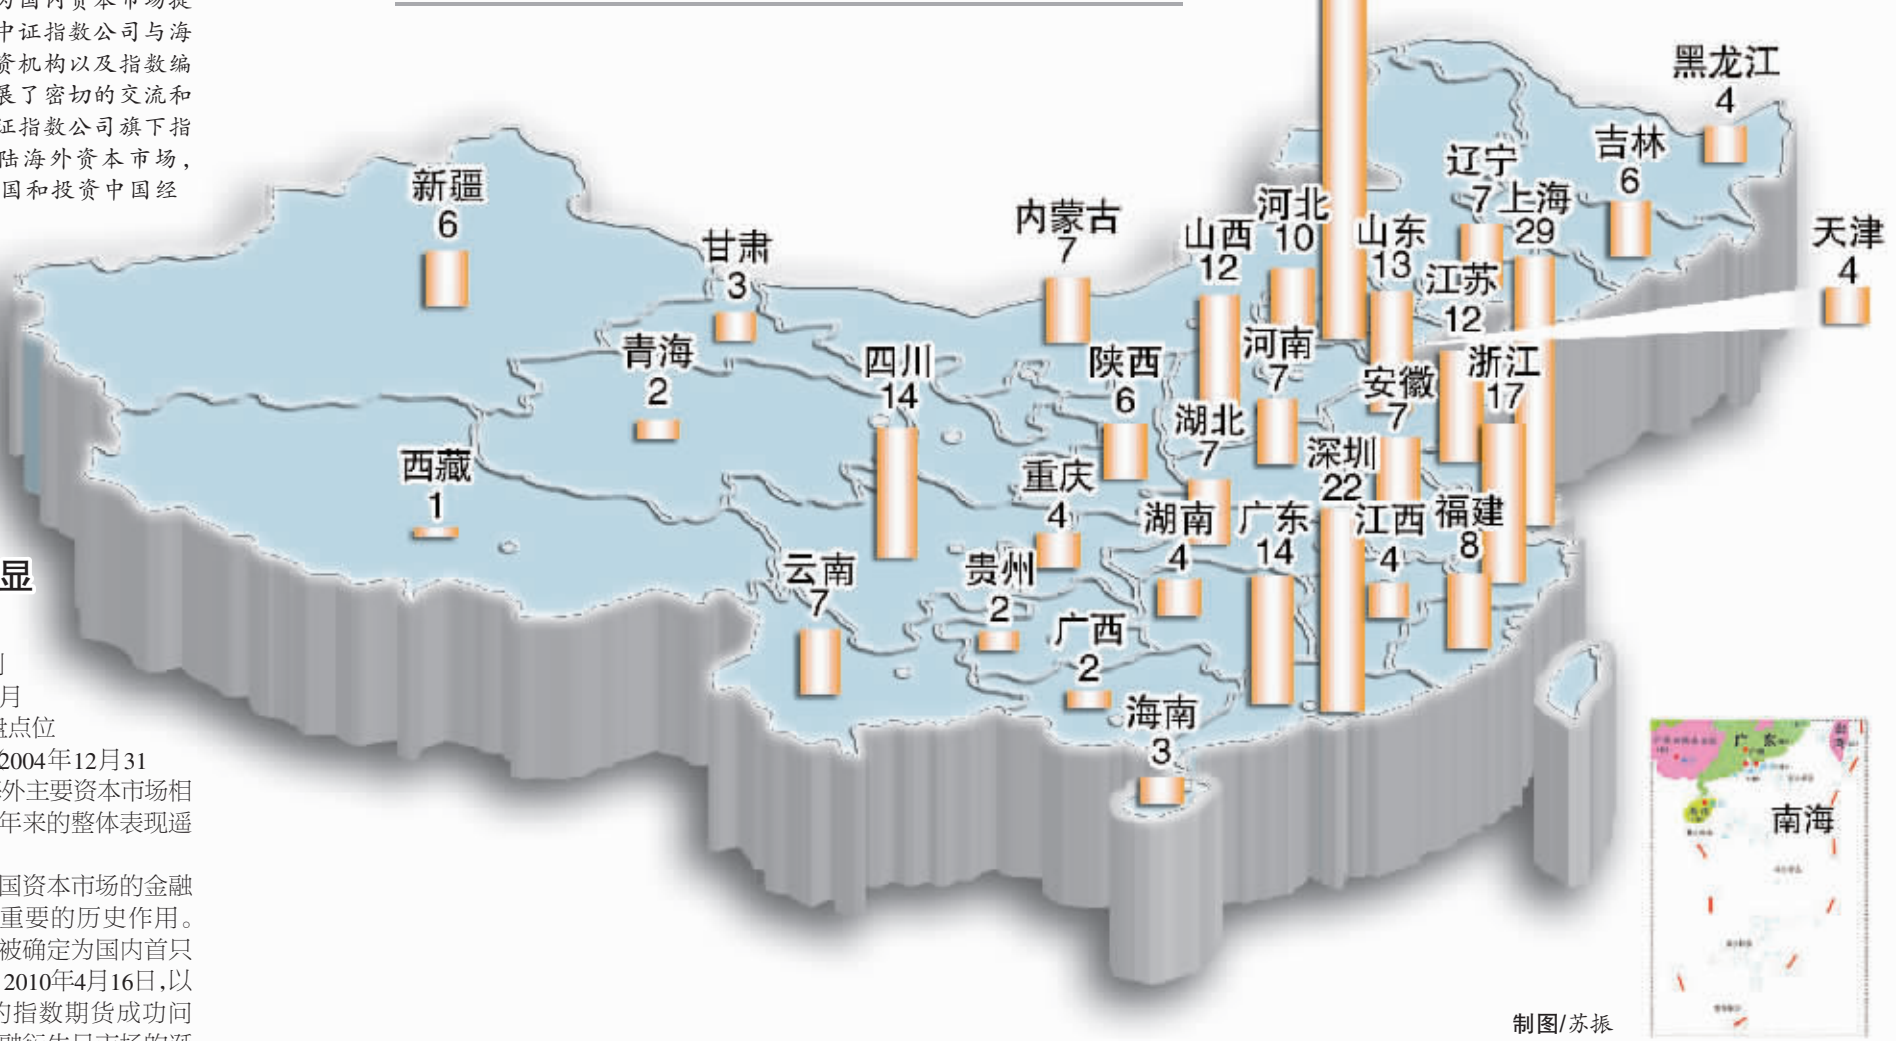 为国内资本市场提
中证指数公司与海
资机构以及指数编
展了密切的交流和
证指数公司旗下指
陆海外资本市场，
国和投资中国经
显
月
盘点位
2004年12月31
外主要资本市场相
年来的整体表现遥
国资本市场的金融
重要的历史作用。
被确定为国内首只
2010年4月16日，以
的指数期货成功问
黑龙江
4
吉林
6
辽宁
7
上海
29
天津
4
新疆
6
甘肃
3
内蒙古
7
山西
12
河北
10
山东
13
江苏
12
青海
2
四川
14
陕西
6
河南
7
安徽
7
浙江
17
西藏
1
重庆
4
湖北
7
深圳
22
湖南
4
广东
14
江西
4
福建
8
云南
7
贵州
2
广西
2
海南
3
广东
南海
制图/苏振